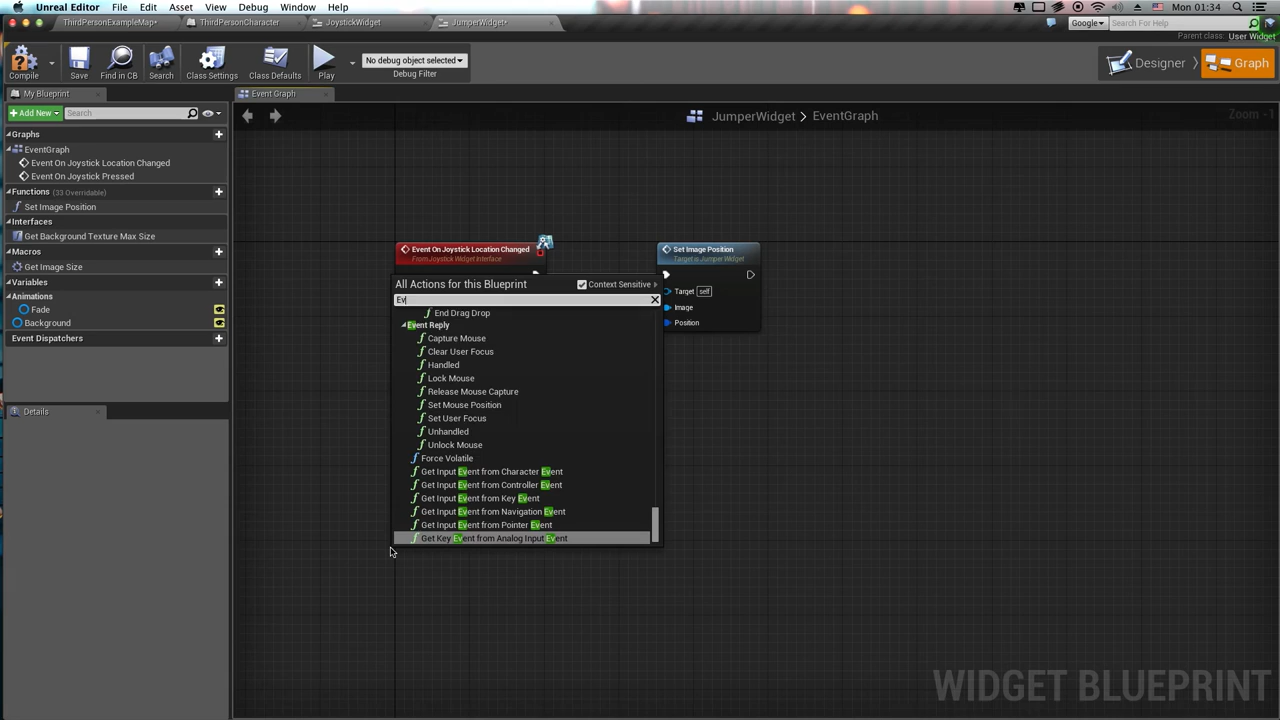 Unreal Editor File Edit Asset View Debug Window Help Mon 01:34
ThirdPersonExampleMap• ThirdPersonCharacter JoystickWidget JumperWidget• Google Search For Help
Parent class: User Widget
Compile Save Find in CB Search Class Settings Class Defaults Play
No debug object selected
Debug Filter
Designer Graph
My Blueprint
Event Graph
Add New Search
JumperWidget > EventGraph
Zoom -1
Graphs
EventGraph
Event On Joystick Location Changed
Event On Joystick Pressed
Functions (33 Overridable)
Set Image Position
Interfaces
Get Background Texture Max Size
Macros
Get Image Size
Variables
Animations
Fade
Background
Event Dispatchers
Details
Event On Joystick Location Changed
From Joystick Widget Interface
Set Image Position
Target is Jumper Widget
Target self
Image
Position
All Actions for this Blueprint Context Sensitive
Ev
End Drag Drop
Event Reply
Capture Mouse
Clear User Focus
Handled
Lock Mouse
Release Mouse Capture
Set Mouse Position
Set User Focus
Unhandled
Unlock Mouse
Force Volatile
Get Input Event from Character Event
Get Input Event from Controller Event
Get Input Event from Key Event
Get Input Event from Navigation Event
Get Input Event from Pointer Event
Get Key Event from Analog Input Event
WIDGET BLUEPRINT